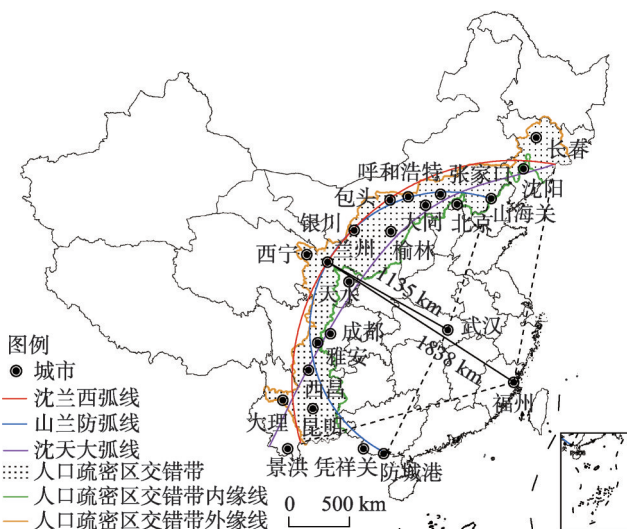 长春
呼和浩特
张家口
沈阳
包头
大同
北京
山海关
银川
榆林
西宁
兰州
天水
1135 km
武汉
成都
1838 km
雅安
福州
西昌
大理
昆明
景洪
凭祥关
防城港
图例
城市
沈兰西弧线
山兰防弧线
沈天大弧线
人口疏密区交错带
人口疏密区交错带内缘线
人口疏密区交错带外缘线
0 500 km